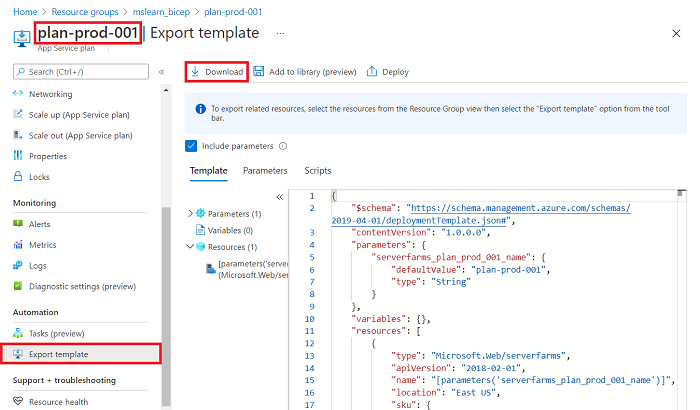 Home > Resource groups > mslearn_bicep > plan-prod-001
plan-prod-001 | Export template ...
App Service plan
Search (Ctrl+/)
Networking
Scale up (App Service plan)
Scale out (App Service plan)
Properties
Locks
Monitoring
Alerts
Metrics
Logs
Diagnostic settings (preview)
Automation
Tasks (preview)
Export template
Support + troubleshooting
Resource health
Download
Add to library (preview)
Deploy
To export related resources, select the resources from the Resource Group view then select the "Export template" option from the tool
bar.
Include parameters
Template
Parameters
Scripts
Parameters (1)
Variables (0)
Resources (1)
[parameters('server
(Microsoft.Web/ser
1 {
2 "$schema": "https://schema.management.azure.com/schemas/
2019-04-01/deploymentTemplate.json#",
3 "contentVersion": "1.0.0.0",
4 "parameters": {
5 "serverfarms_plan_prod_001_name": {
6 "defaultValue": "plan-prod-001",
7 "type": "String"
8 }
9 },
10 "variables": {},
11 "resources": [
12 {
13 "type": "Microsoft.Web/serverfarms",
14 "apiVersion": "2018-02-01",
15 "name": "[parameters('serverfarms_plan_prod_001_name')]",
16 "location": "East US",
17 "sku": {